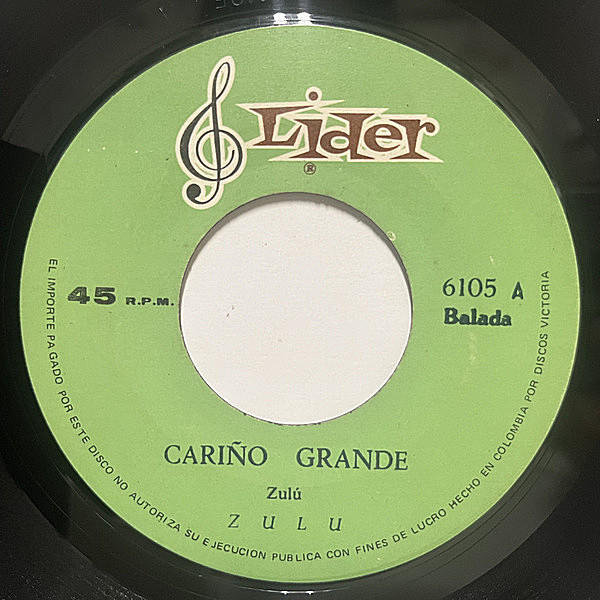 Lider
®
45 R.P.M.
6105 A
Balada
CARIÑO GRANDE
Zulú
ZULU
EL IMPORTE PAGADO POR ESTE DISCO NO AUTORIZA SU EJECUCION PUBLICA CON FINES DE LUCRO HECHO EN COLOMBIA POR DISCOS VICTORIA